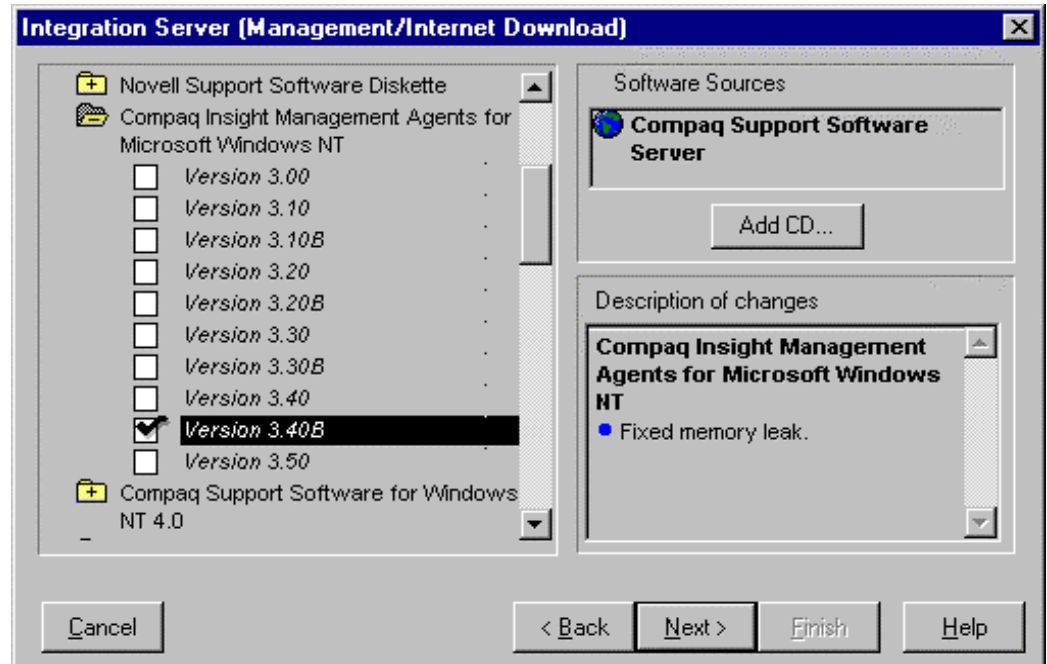 Integration Server (Management/Internet Download)
Novell Support Software Diskette
Compaq Insight Management Agents for
Microsoft Windows NT
Version 3.00
Version 3.10
Version 3.10B
Version 3.20
Version 3.20B
Version 3.30
Version 3.30B
Version 3.40
Version 3.40B
Version 3.50
Compaq Support Software for Windows
NT 4.0
Software Sources
Compaq Support Software
Server
Add CD...
Description of changes
Compaq Insight Management
Agents for Microsoft Windows
NT
Fixed memory leak.
Cancel
< Back
Next >
Finish
Help